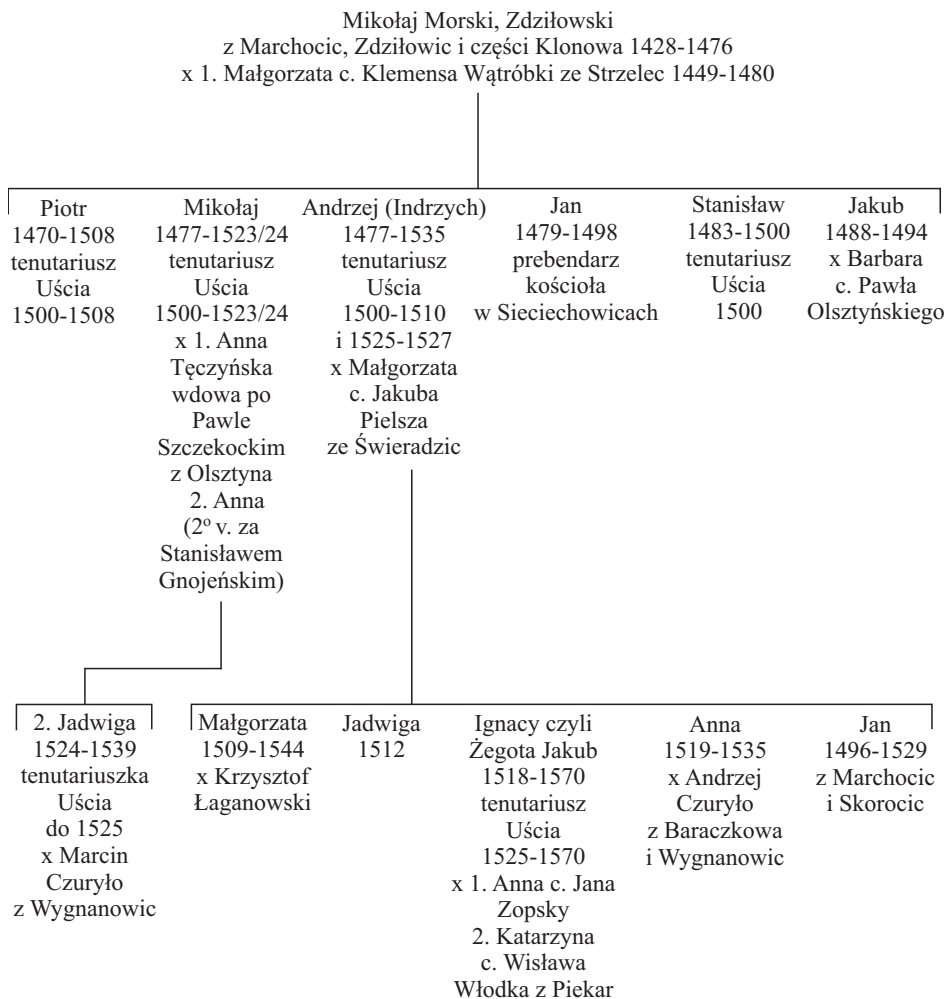 Mikołaj Morski, Zdziłowski
z Marchocic, Zdziłowic i części Klonowa 1428-1476
x 1. Małgorzata c. Klemensa Wątróbki ze Strzelec 1449-1480
Piotr
1470-1508
tenutariusz
Uścia
1500-1508
Mikołaj
1477-1523/24
tenutariusz
Uścia
1500-1523/24
x 1. Anna
Tęczyńska
wdowa po
Pawle
Szczekockim
z Olsztyna
2. Anna
(2º v. za
Stanisławem
Gnojeńskim)
Andrzej (Indrzych)
1477-1535
tenutariusz
Uścia
1500-1510
i 1525-1527
x Małgorzata
c. Jakuba
Pielsza
ze Świeradzic
Jan
1479-1498
prebendarz
kościoła
w Sieciechowicach
Stanisław
1483-1500
tenutariusz
Uścia
1500
Jakub
1488-1494
x Barbara
c. Pawła
Olsztyńskiego
2. Jadwiga
1524-1539
tenutariuszka
Uścia
do 1525
x Marcin
Czuryło
z Wygnanowic
Małgorzata
1509-1544
x Krzysztof
Łaganowski
Jadwiga
1512
Ignacy czyli
Żegota Jakub
1518-1570
tenutariusz
Uścia
1525-1570
x 1. Anna c. Jana
Zopsky
2. Katarzyna
c. Wisława
Włodka z Piekar
Anna
1519-1535
x Andrzej
Czuryło
z Baraczkowa
i Wygnanowic
Jan
1496-1529
z Marchocic
i Skorocic